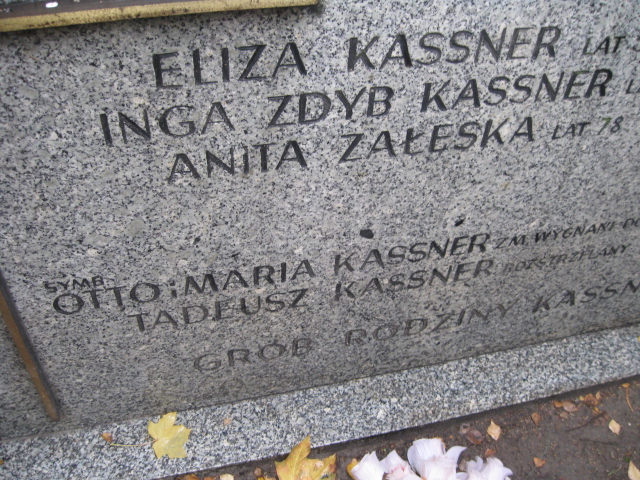 ELIZA KASSNER LAT
INGA ZDYB KASSNER
ANITA ZAŁESKA LAT 78
SYMB.
OTTO i MARIA KASSNER ZM. WYGNANI
TADEUSZ KASSNER ROZSTRZELANY
GRÓB RODZINY KASSN